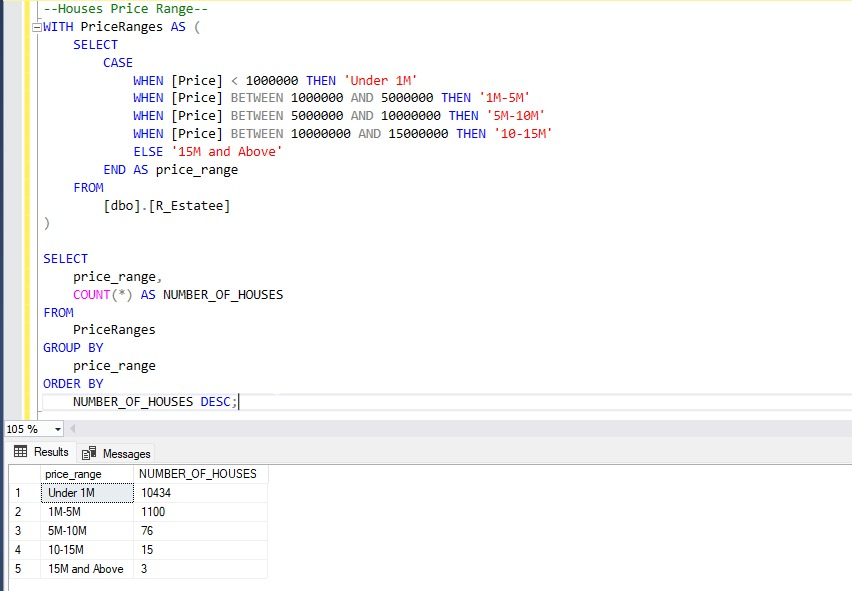 --Houses Price Range--
WITH PriceRanges AS (
    SELECT
        CASE
            WHEN [Price] < 1000000 THEN 'Under 1M'
            WHEN [Price] BETWEEN 1000000 AND 5000000 THEN '1M-5M'
            WHEN [Price] BETWEEN 5000000 AND 10000000 THEN '5M-10M'
            WHEN [Price] BETWEEN 10000000 AND 15000000 THEN '10-15M'
            ELSE '15M and Above'
        END AS price_range
    FROM
        [dbo].[R_Estatee]
)
SELECT
    price_range,
    COUNT(*) AS NUMBER_OF_HOUSES
FROM
    PriceRanges
GROUP BY
    price_range
ORDER BY
    NUMBER_OF_HOUSES DESC;
105 %
Results Messages
price_range NUMBER_OF_HOUSES
1 Under 1M 10434
2 1M-5M 1100
3 5M-10M 76
4 10-15M 15
5 15M and Above 3